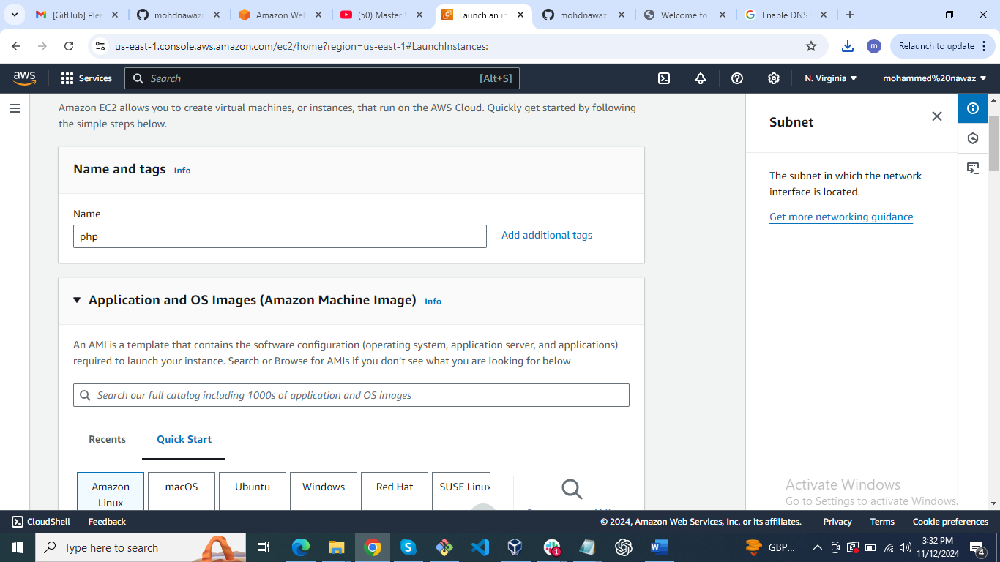 [GitHub] Plea
mohdnawaz
Amazon Web
(50) Master
Launch an in
mohdnawaz
Welcome to
Enable DNS
us-east-1.console.aws.amazon.com/ec2/home?region=us-east-1#LaunchInstances:
m
Relaunch to update
aws
Services
Search
[Alt+S]
N. Virginia
mohammed%20nawaz
Amazon EC2 allows you to create virtual machines, or instances, that run on the AWS Cloud. Quickly get started by following
the simple steps below.
Name and tags Info
Name
php
Add additional tags
Application and OS Images (Amazon Machine Image) Info
An AMI is a template that contains the software configuration (operating system, application server, and applications)
required to launch your instance. Search or Browse for AMIs if you don't see what you are looking for below
Search our full catalog including 1000s of application and OS images
Recents
Quick Start
Amazon
Linux
macOS
Ubuntu
Windows
Red Hat
SUSE Linux
Subnet
The subnet in which the network
interface is located.
Get more networking guidance
Activate Windows
Go to Settings to activate Windows.
CloudShell
Feedback
© 2024, Amazon Web Services, Inc. or its affiliates.
Privacy
Terms
Cookie preferences
Type here to search
1
GBP...
3:32 PM
11/12/2024
4